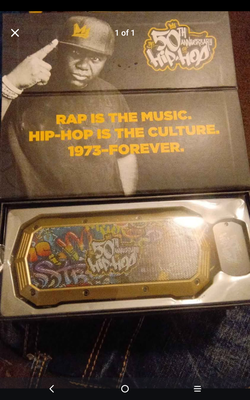 1 of 1
50TH
ANNIVERSARY
HIP-HOP
RAP IS THE MUSIC.
HIP-HOP IS THE CULTURE.
1973–FOREVER.
50TH
HIP-HOP